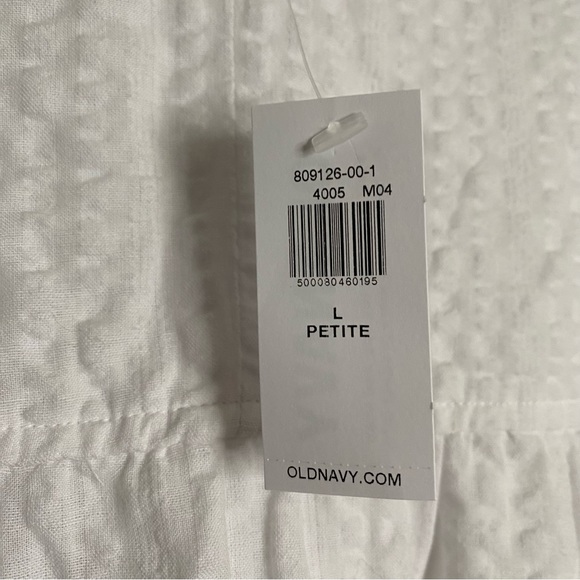 809126-00-1
4005 M04
500080460195
L
PETITE
OLDNAVY.COM